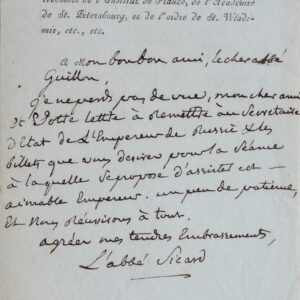 Membre de l'Institut de France, de l'Académie
de St. Petersbourg, et de l'ordre de St. Wladi-
mir, etc., etc.
A Mon bon bon ami, le cher abbé
Guillon,
je ne perds pas de vue, mon cher ami
et Votre lettre à Remettre au Secretaire
d'Etat de L'Empereur de Russie & les
billets que vous desirez pour la Séance
à laquelle se propose d'assister cet
aimable Empereur. un peu de patience,
Et Nous Réussirons à tout.
agréer mes tendres Embrassements,
L'abbé Sicard